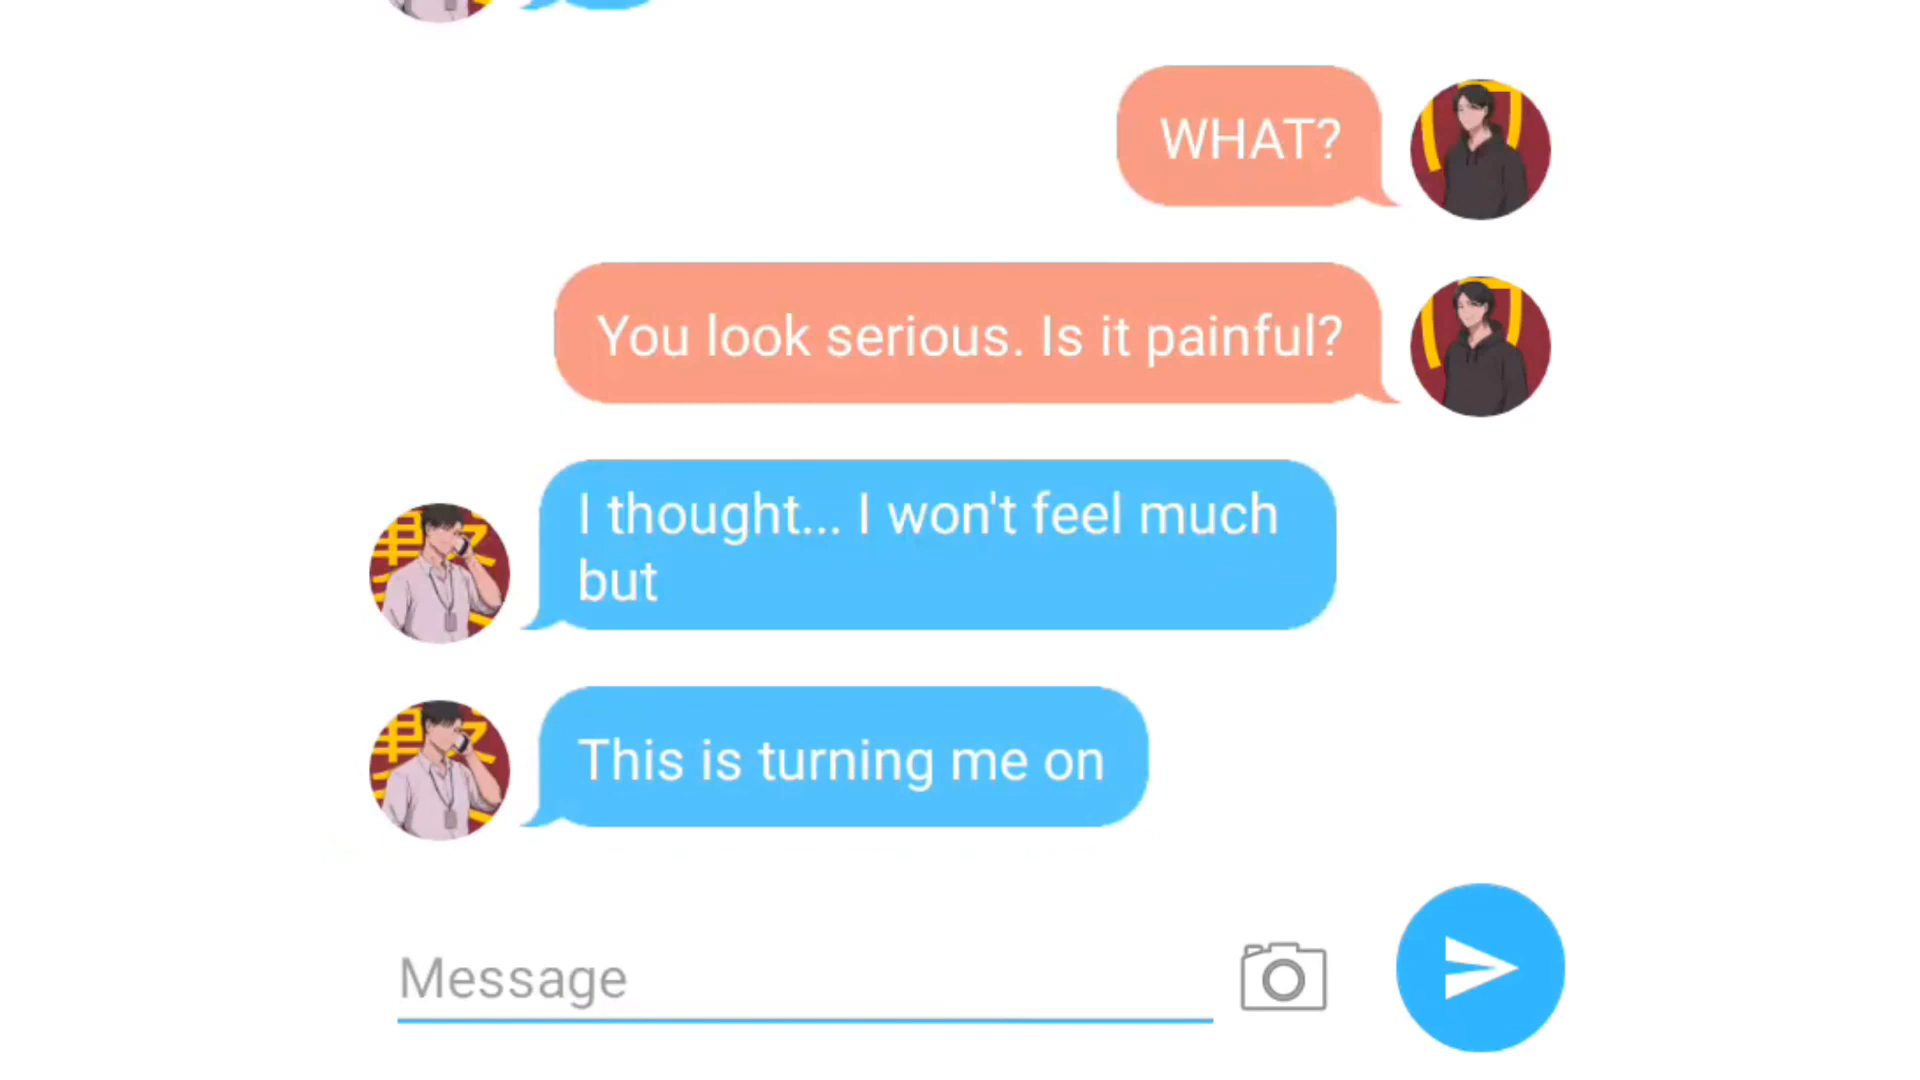 WHAT?
You look serious. Is it painful?
I thought... I won't feel much
but
This is turning me on
Message